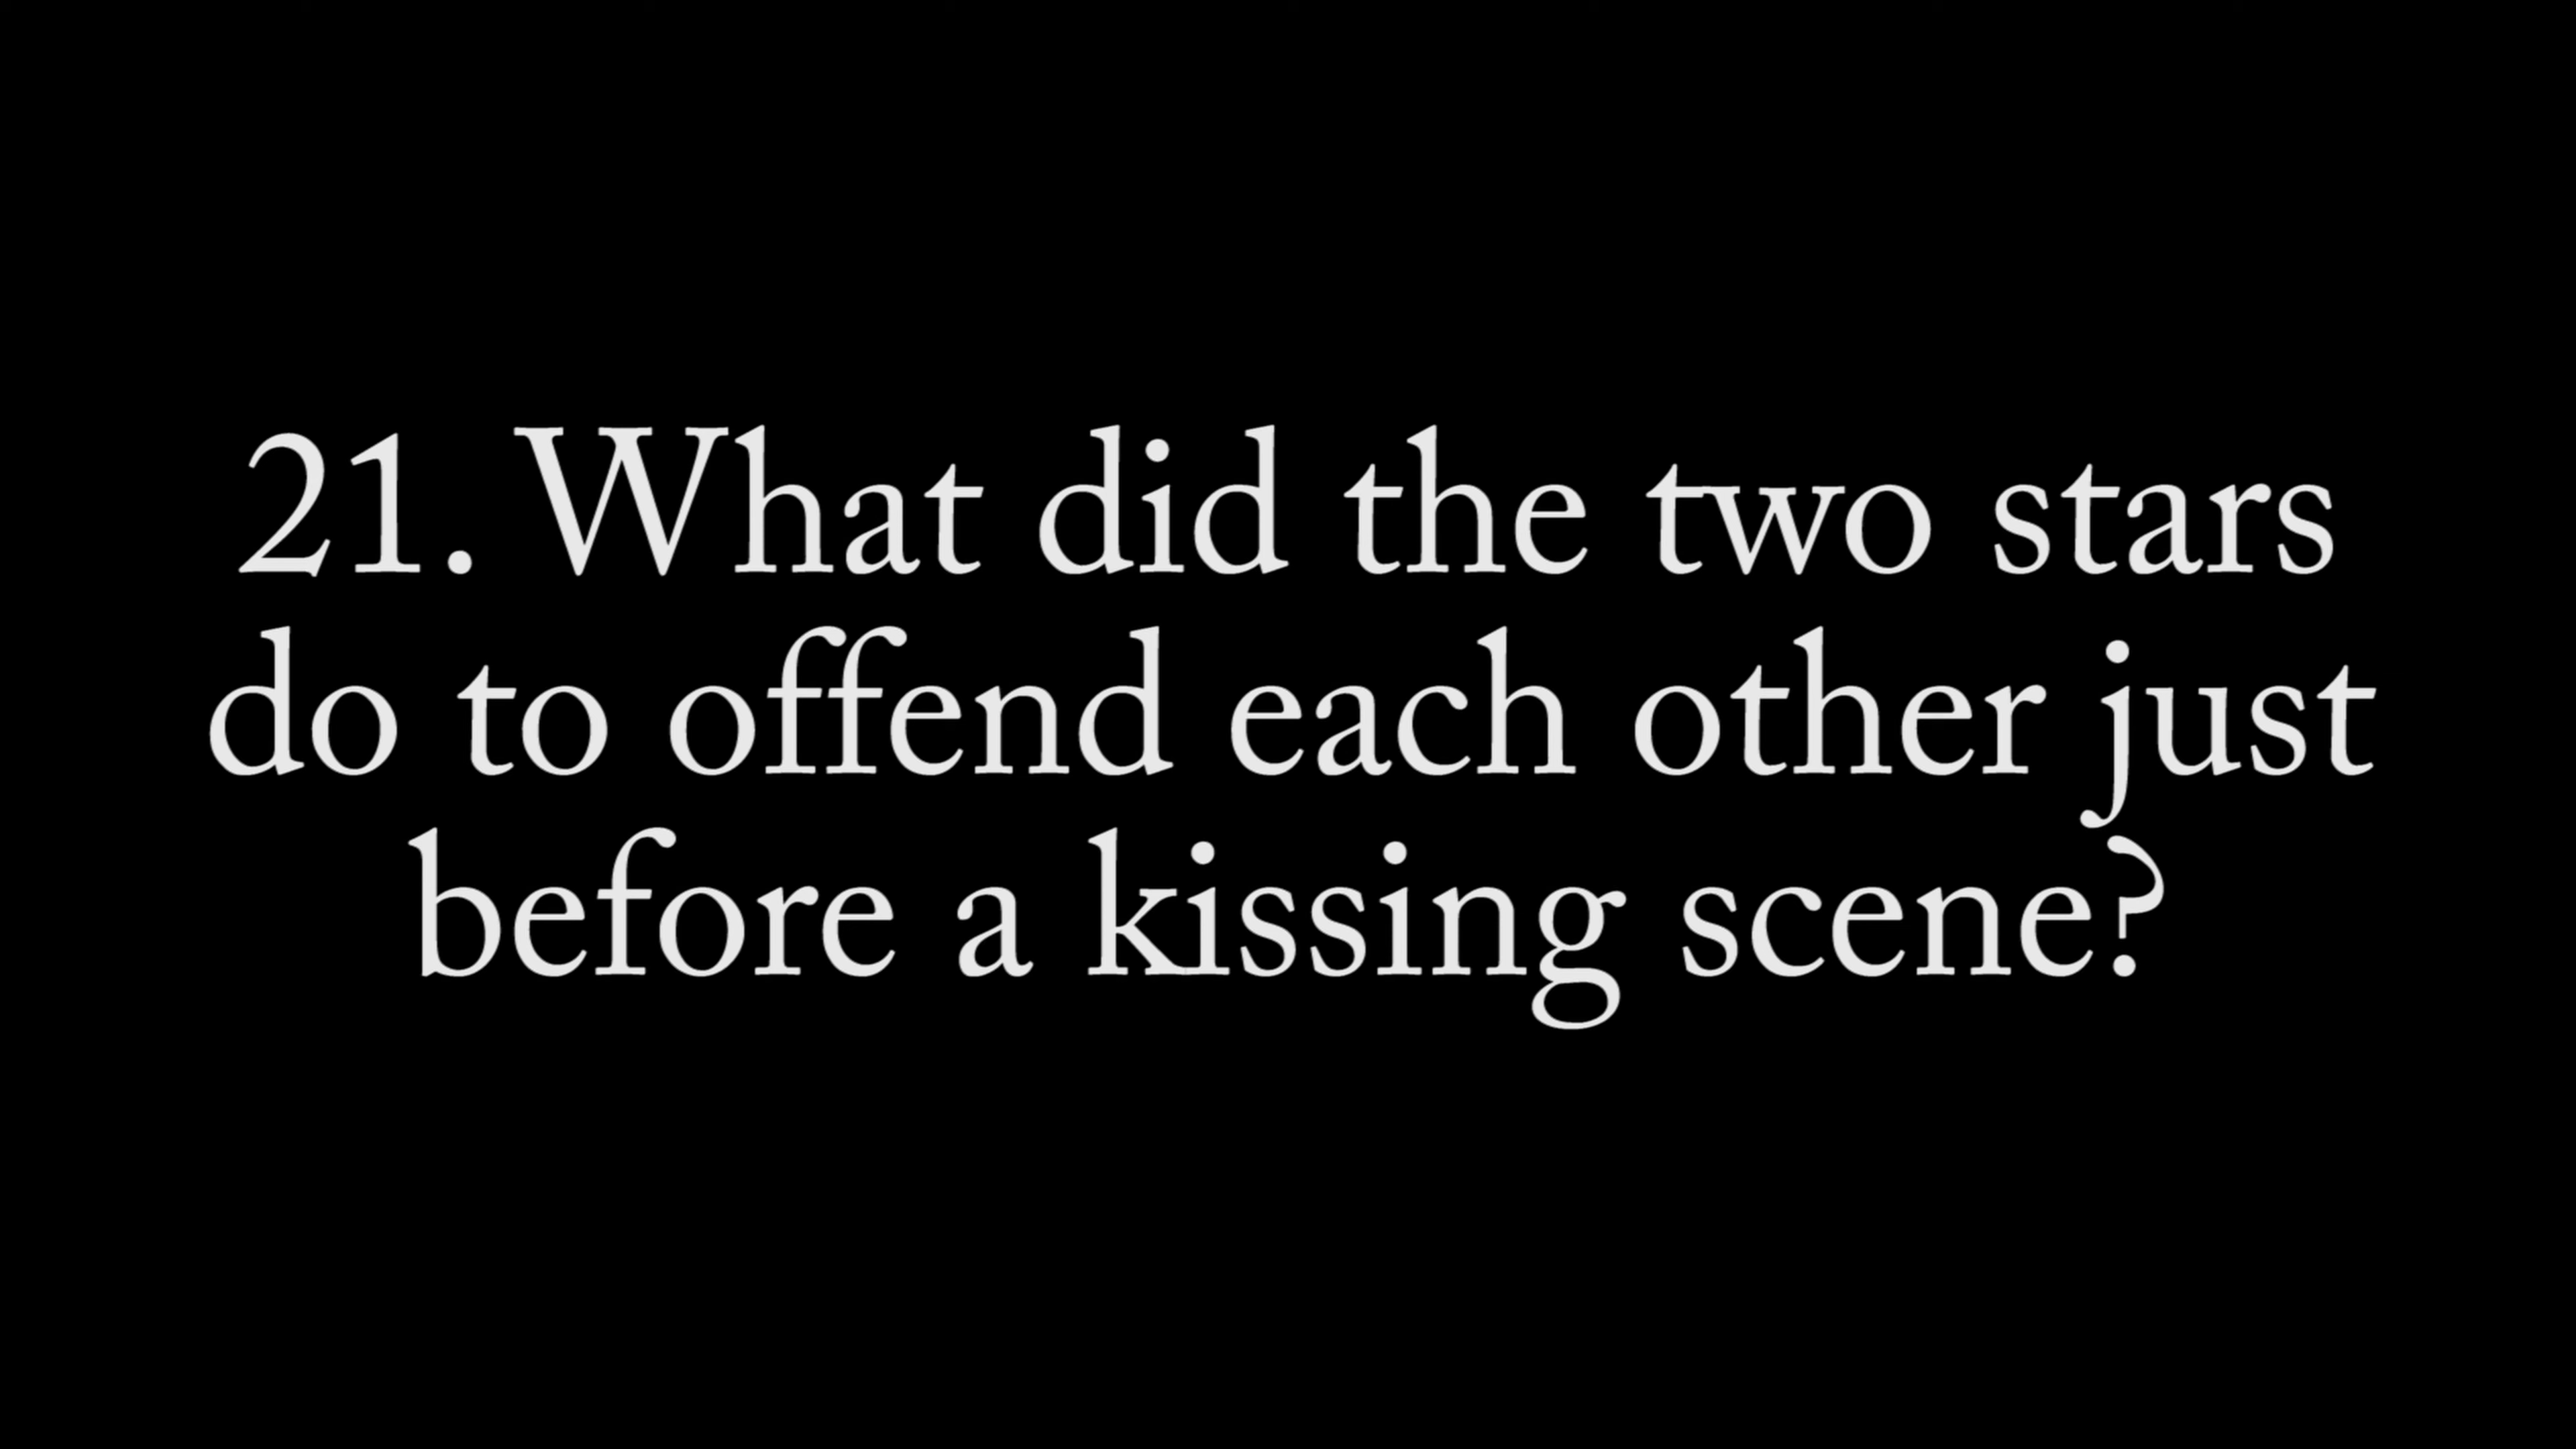 21. What did the two stars
do to offend each other just
before a kissing scene?